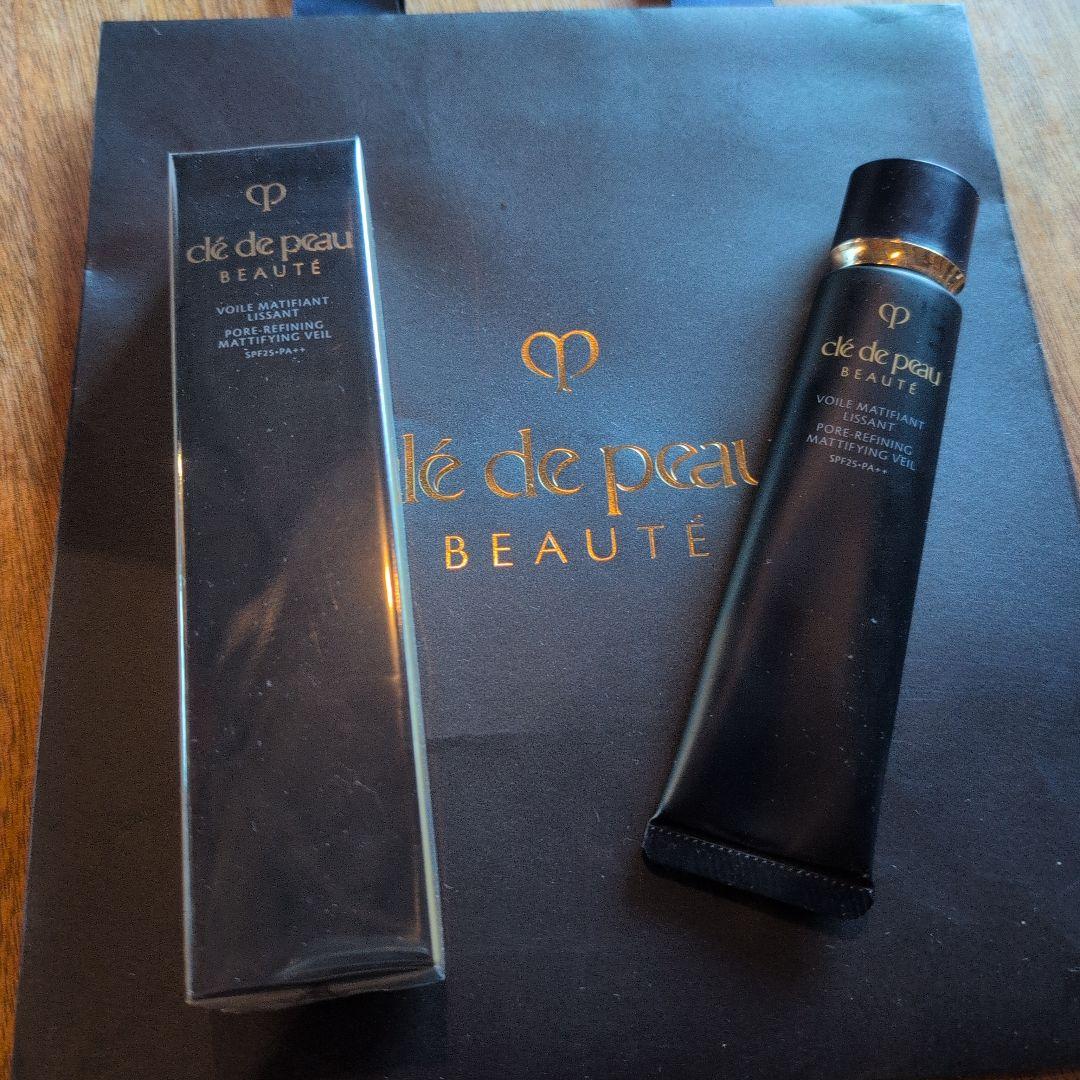 clé de peau
BEAUTÉ
VOILE MATIFIANT
LISSANT
PORE-REFINING
MATTIFYING VEIL
SPF25•PA++
clé de peau
BEAUTÉ
clé de peau
BEAUTÉ
VOILE MATIFIANT
LISSANT
PORE-REFINING
MATTIFYING VEIL
SPF25•PA++